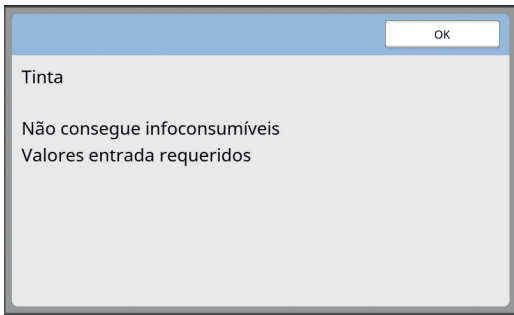 OK
Tinta
Não consegue infoconsumíveis
Valores entrada requeridos